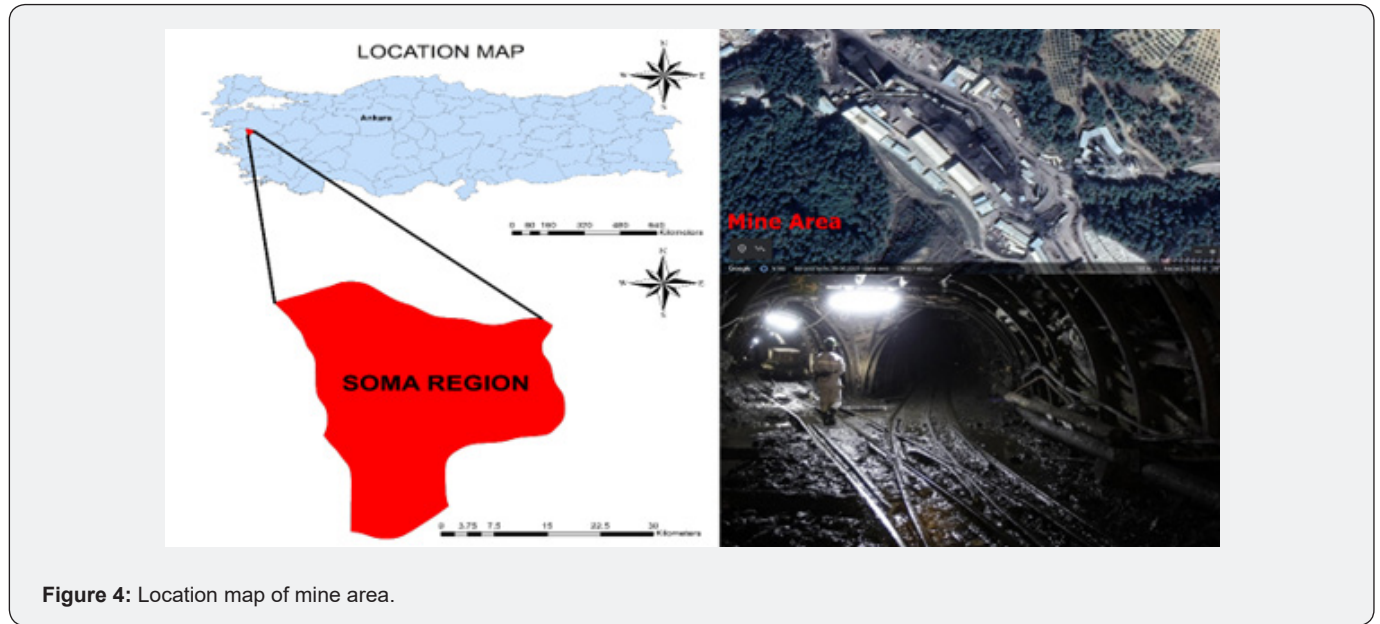 LOCATION MAP
N
W E
S
Ankara
0 80 160 320 480 640
Kilometers
N
W E
S
SOMA REGION
0 3.75 7.5 15 22.5 30
Kilometers
Mine Area
Google
Figure 4: Location map of mine area.